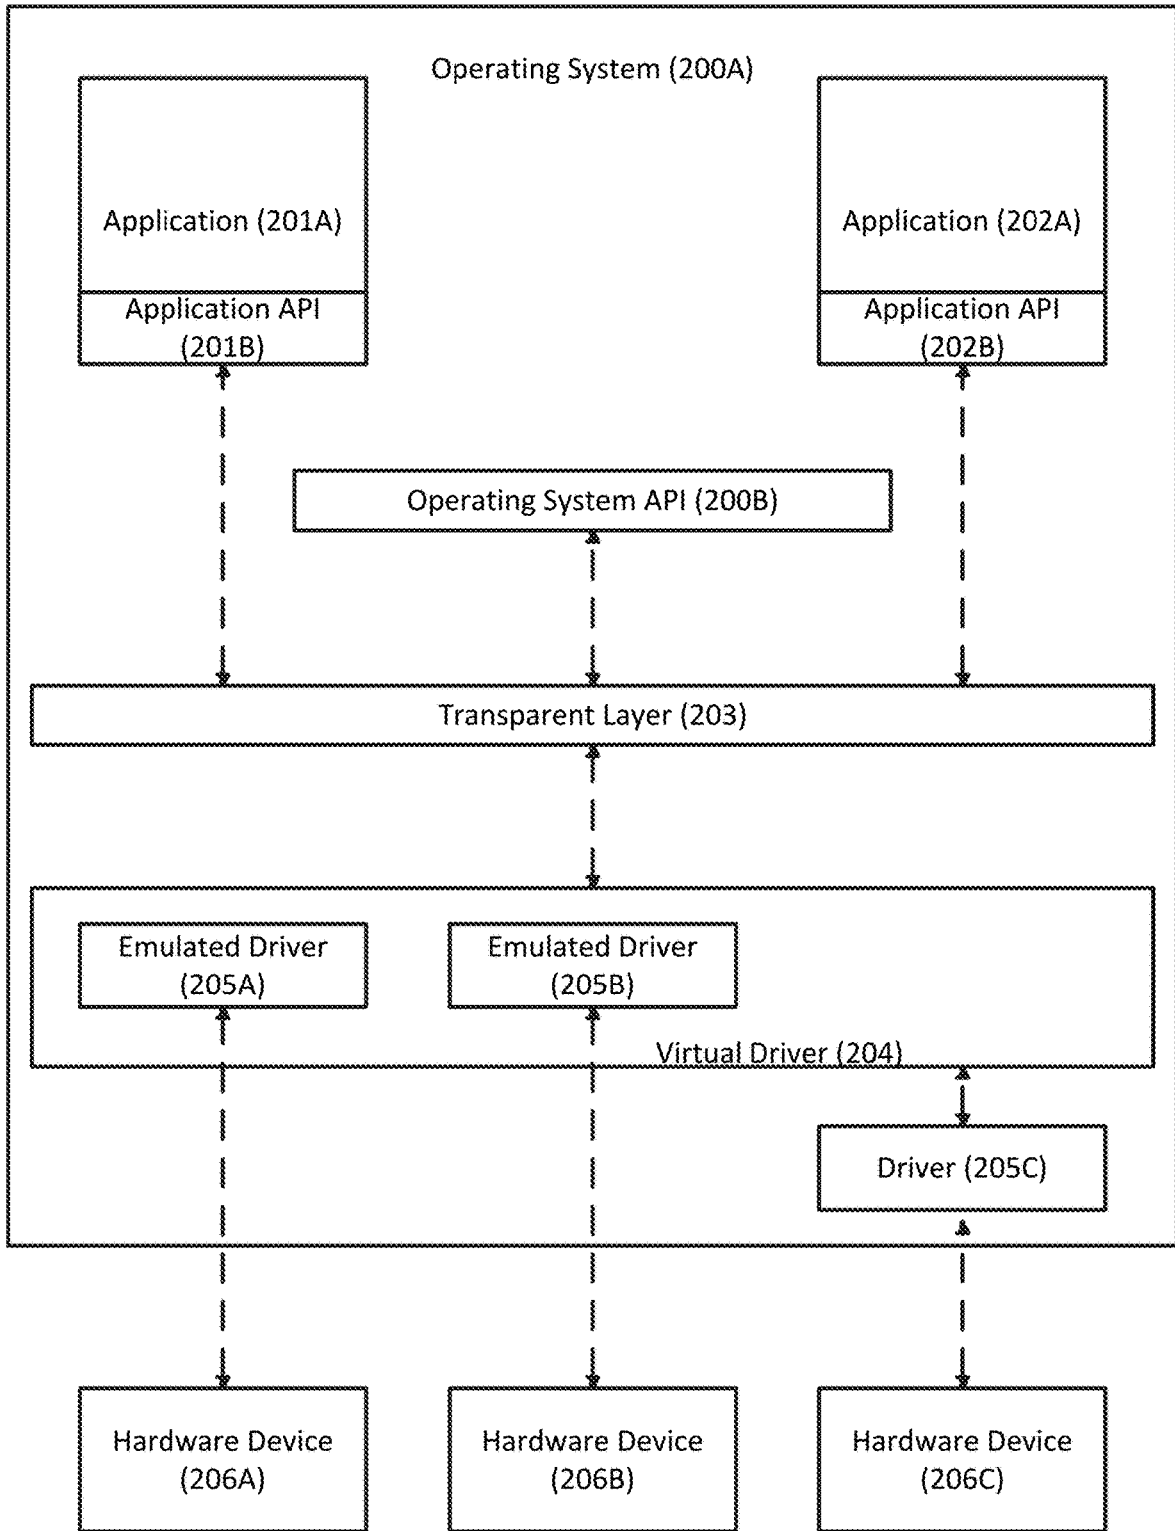 Operating System (200A)
Application (201A)
Application (202A)
Application API
(201B)
Application API
(202B)
Operating System API (200B)
Transparent Layer (203)
Emulated Driver
(205A)
Emulated Driver
(205B)
Virtual Driver (204)
Driver (205C)
Hardware Device
(206A)
Hardware Device
(206B)
Hardware Device
(206C)